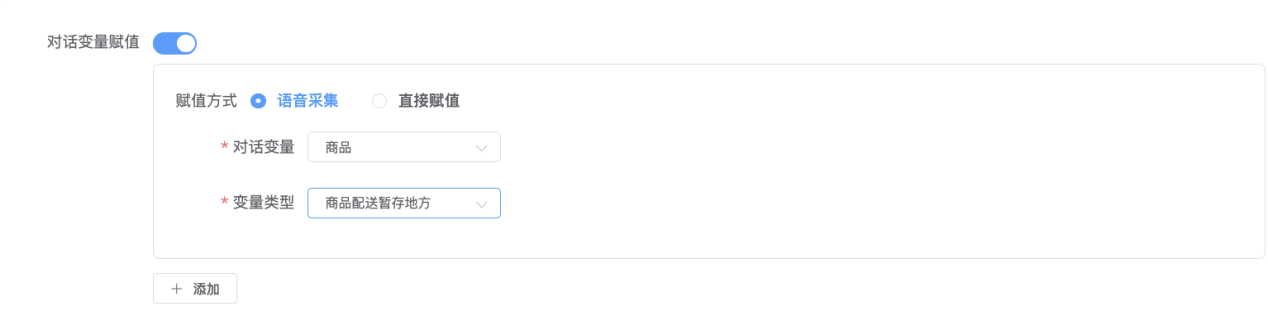 对话变量赋值
赋值方式 语音采集 直接赋值
* 对话变量 商品
* 变量类型 商品配送暂存地方
+ 添加